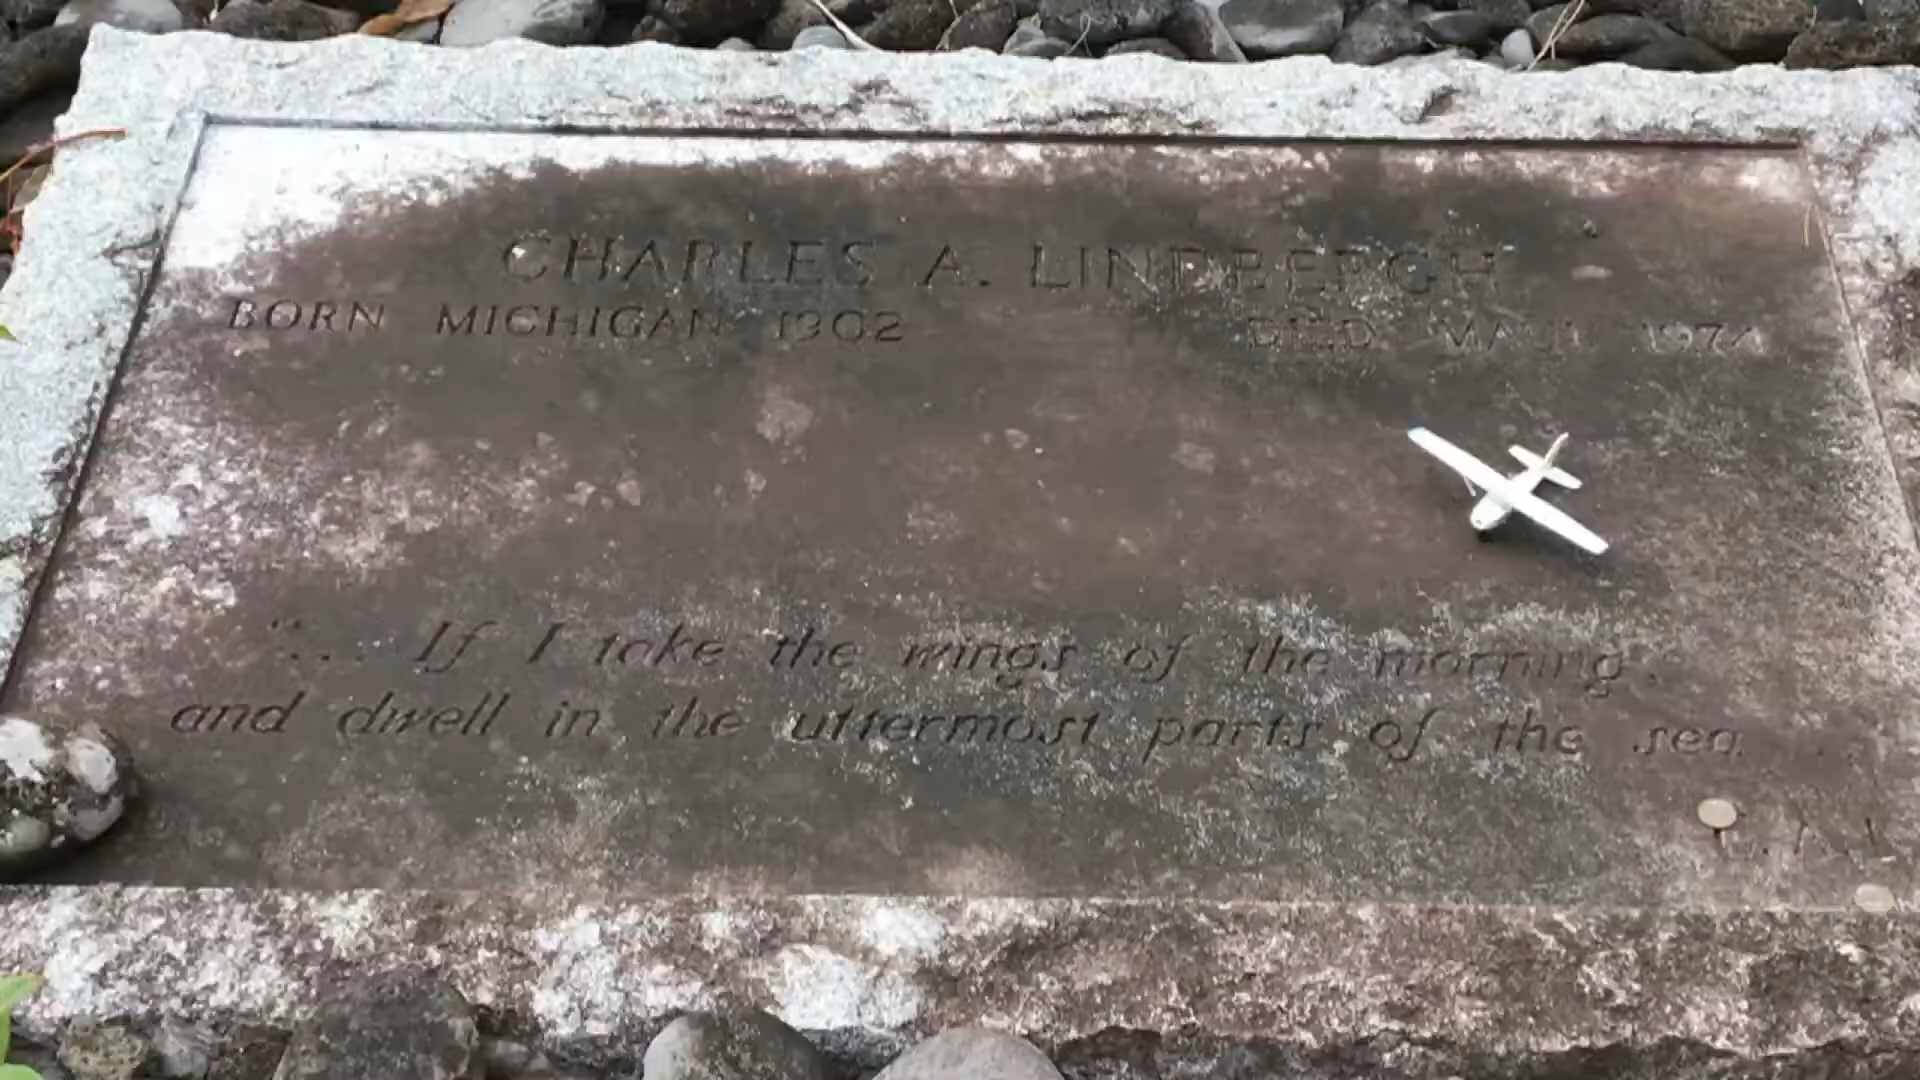 CHARLES A. LINDBERGH
BORN MICHIGAN 1902 DIED MAUI 1974
"... If I take the wings of the morning,
and dwell in the uttermost parts of the sea
C.A.L.